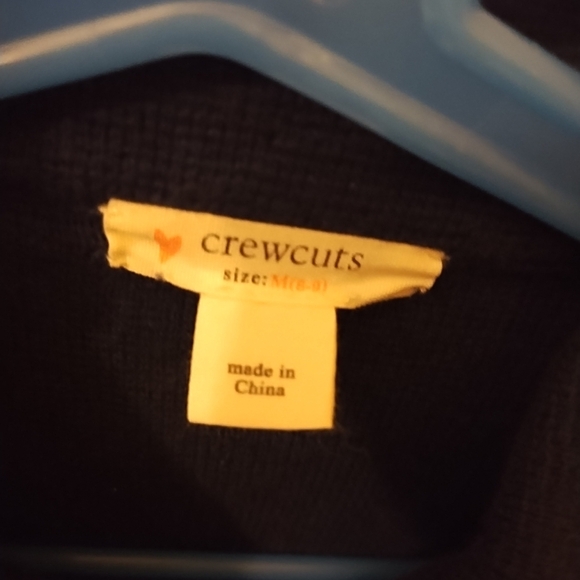 crewcuts
size: M(8-9)
made in
China